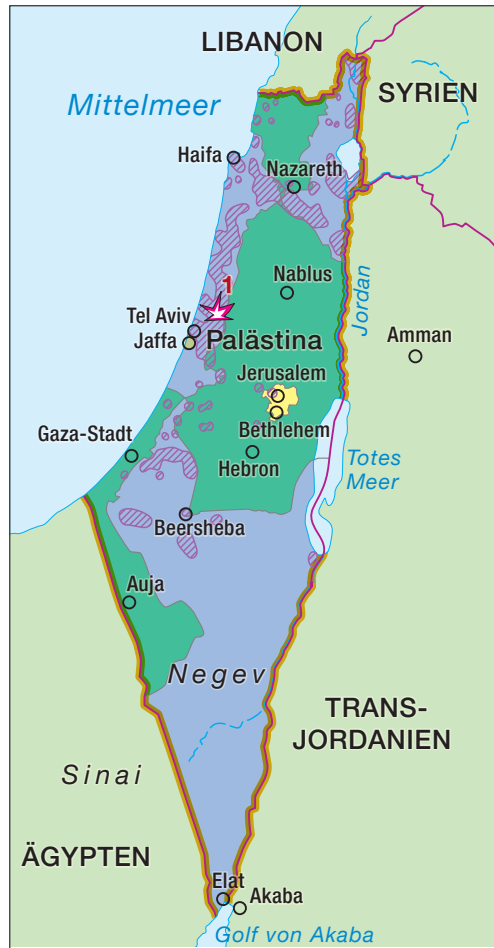 LIBANON
SYRIEN
Mittelmeer
Haifa
Nazareth
Nablus
1
Jordan
Tel Aviv
Jaffa
Palästina
Amman
Jerusalem
Bethlehem
Gaza-Stadt
Hebron
Totes
Meer
Beersheba
Auja
Negev
TRANS-
JORDANIEN
Sinai
ÄGYPTEN
Elat
Akaba
Golf von Akaba